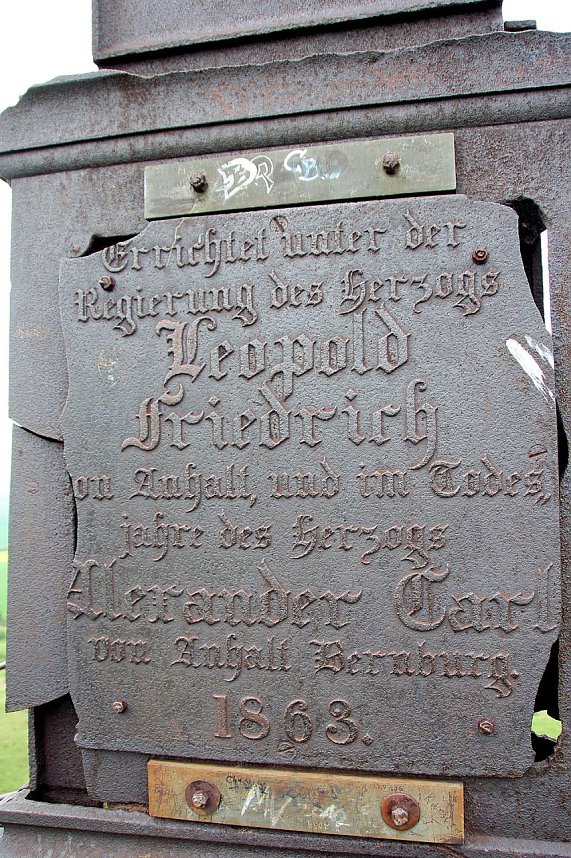 Errichtet unter der
Regierung des Herzogs
Leopold
Friedrich
on Anhalt, und im Todes„
jahre des Herzogs
Alexander Carl
von Anhalt Bernburg.
1863.